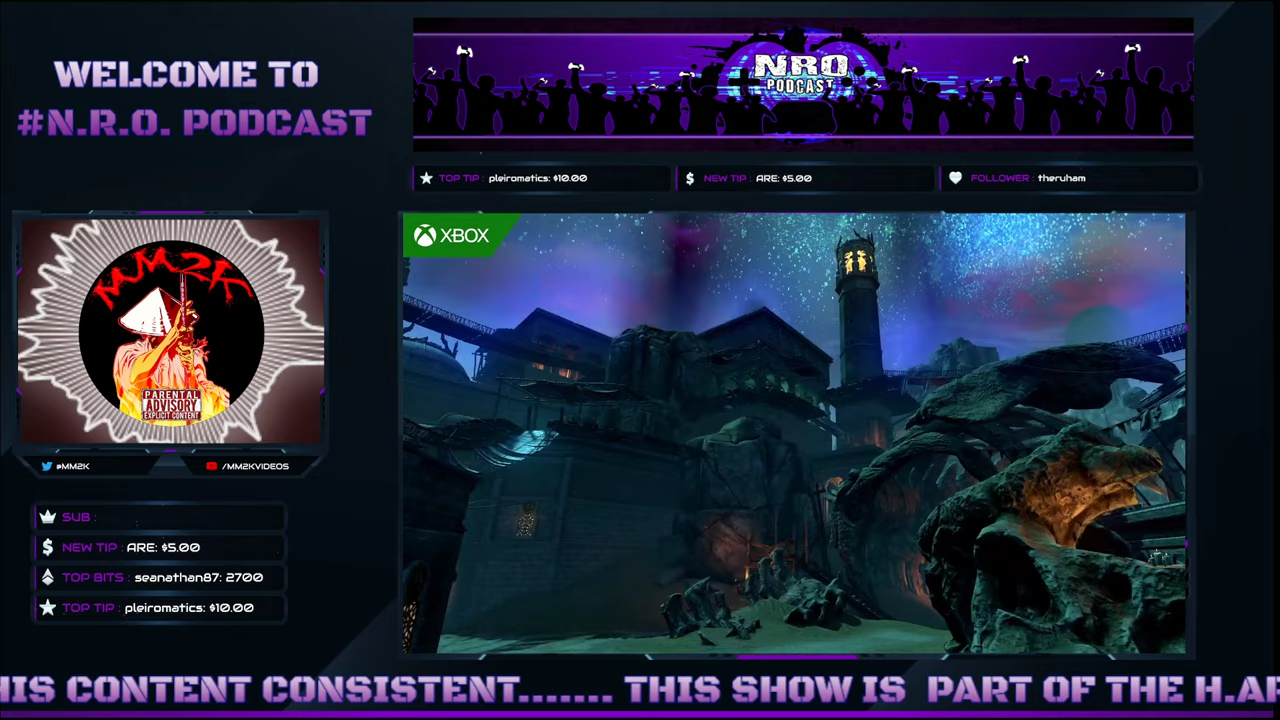 WELCOME TO
#N.R.O. PODCAST
NRO
PODCAST
TOP TIP : pleiromatics: $10.00
NEW TIP : ARE: $5.00
FOLLOWER : theruham
XBOX
MM2K
PARENTAL
ADVISORY
EXPLICIT CONTENT
@MM2K
/MM2KVIDEOS
SUB :
NEW TIP : ARE: $5.00
TOP BITS : seanathan87: 2700
TOP TIP : pleiromatics: $10.00
HIS CONTENT CONSISTENT....... THIS SHOW IS PART OF THE H.AF